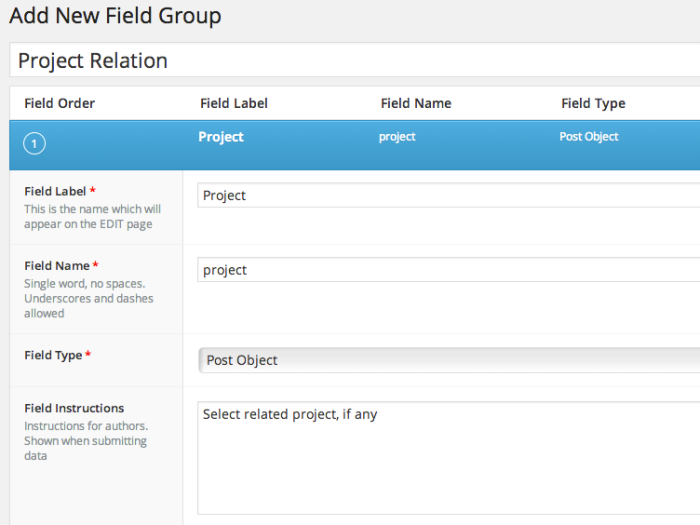 Add New Field Group
Project Relation
Field Order Field Label Field Name Field Type
1 Project project Post Object
Field Label * Project
This is the name which will
appear on the EDIT page
Field Name * project
Single word, no spaces.
Underscores and dashes
allowed
Field Type * Post Object
Field Instructions Select related project, if any
Instructions for authors.
Shown when submitting
data